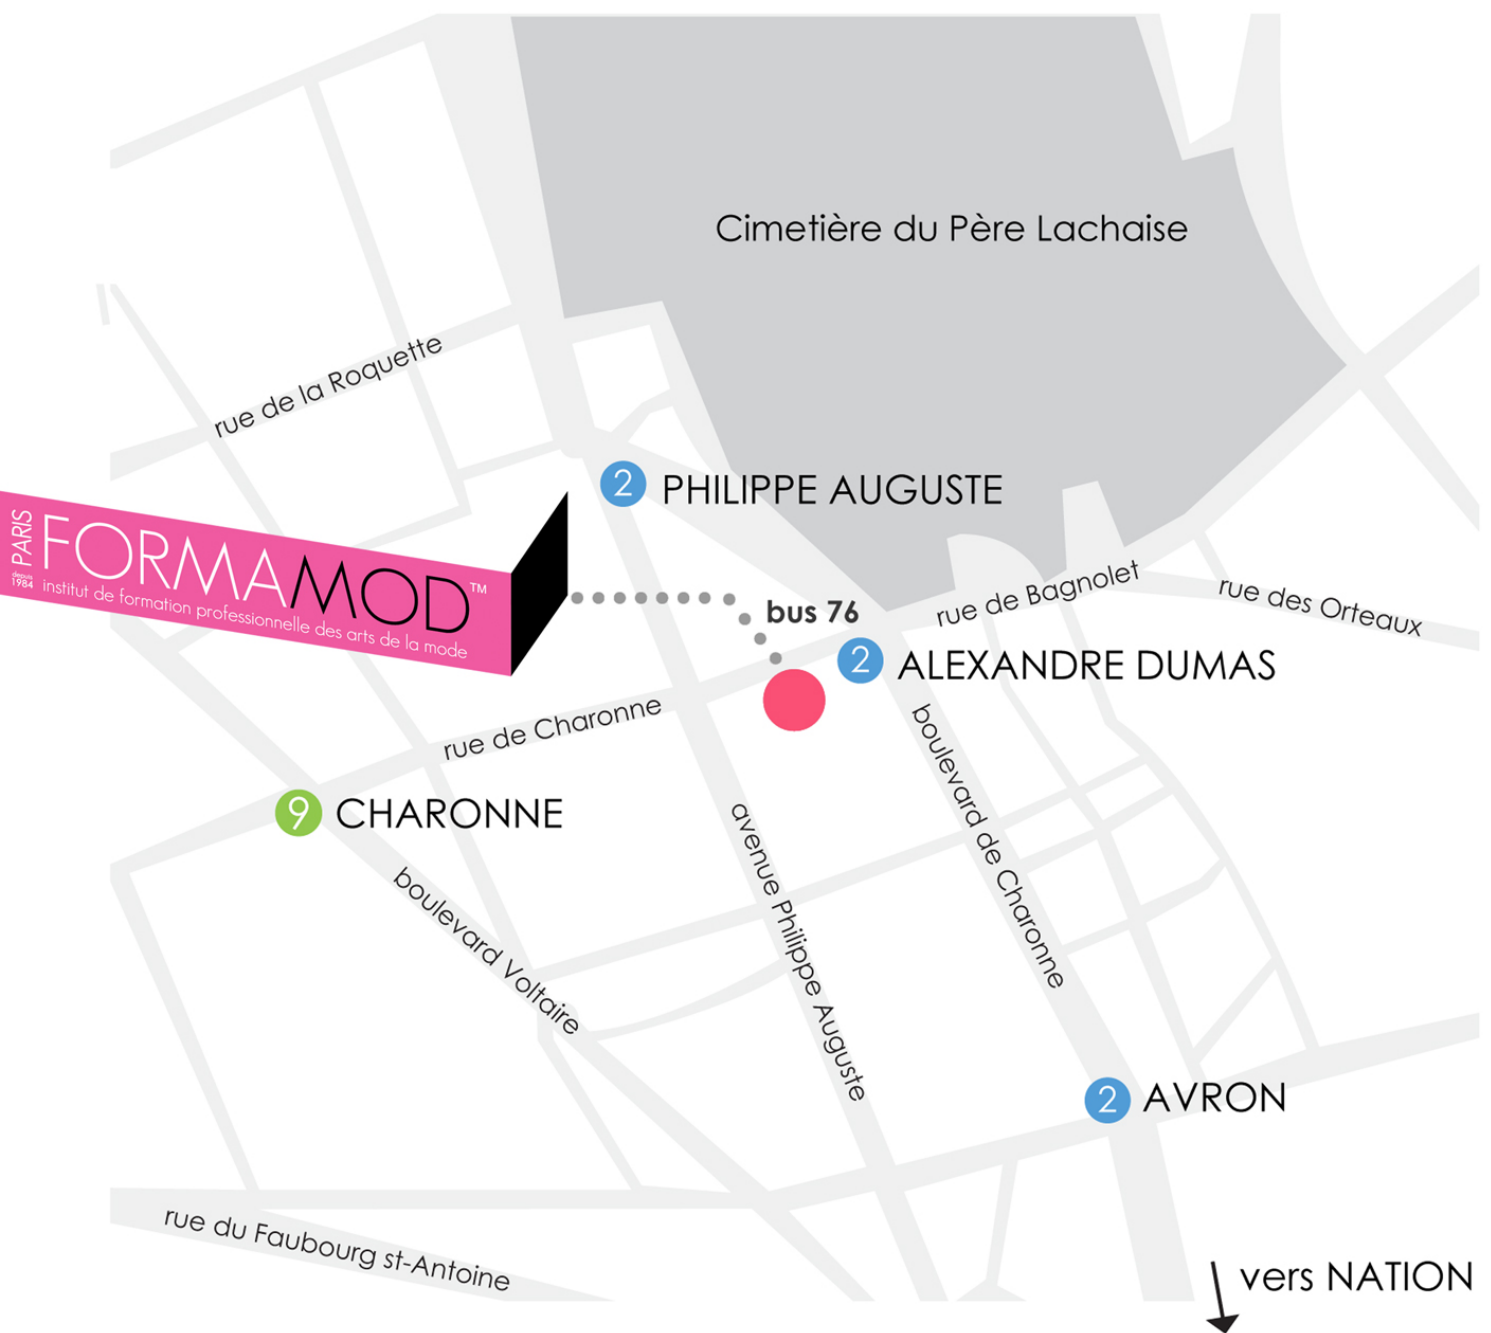 Cimetière du Père Lachaise
rue de la Roquette
2 PHILIPPE AUGUSTE
PARIS
depuis
1984
FORMAMOD™
institut de formation professionnelle des arts de la mode
bus 76
rue de Bagnolet
rue des Orteaux
2 ALEXANDRE DUMAS
rue de Charonne
boulevard de Charonne
9 CHARONNE
avenue Philippe Auguste
boulevard Voltaire
2 AVRON
rue du Faubourg st-Antoine
vers NATION